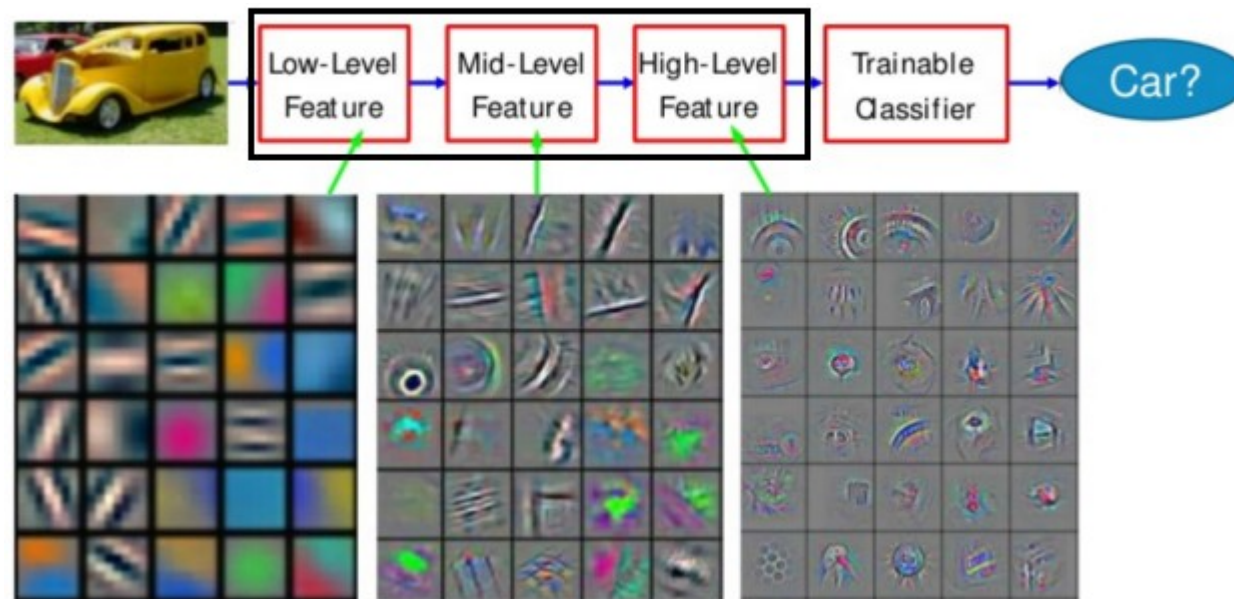 Low-Level
Feature
Mid-Level
Feature
High-Level
Feature
Trainable
Classifier
Car?